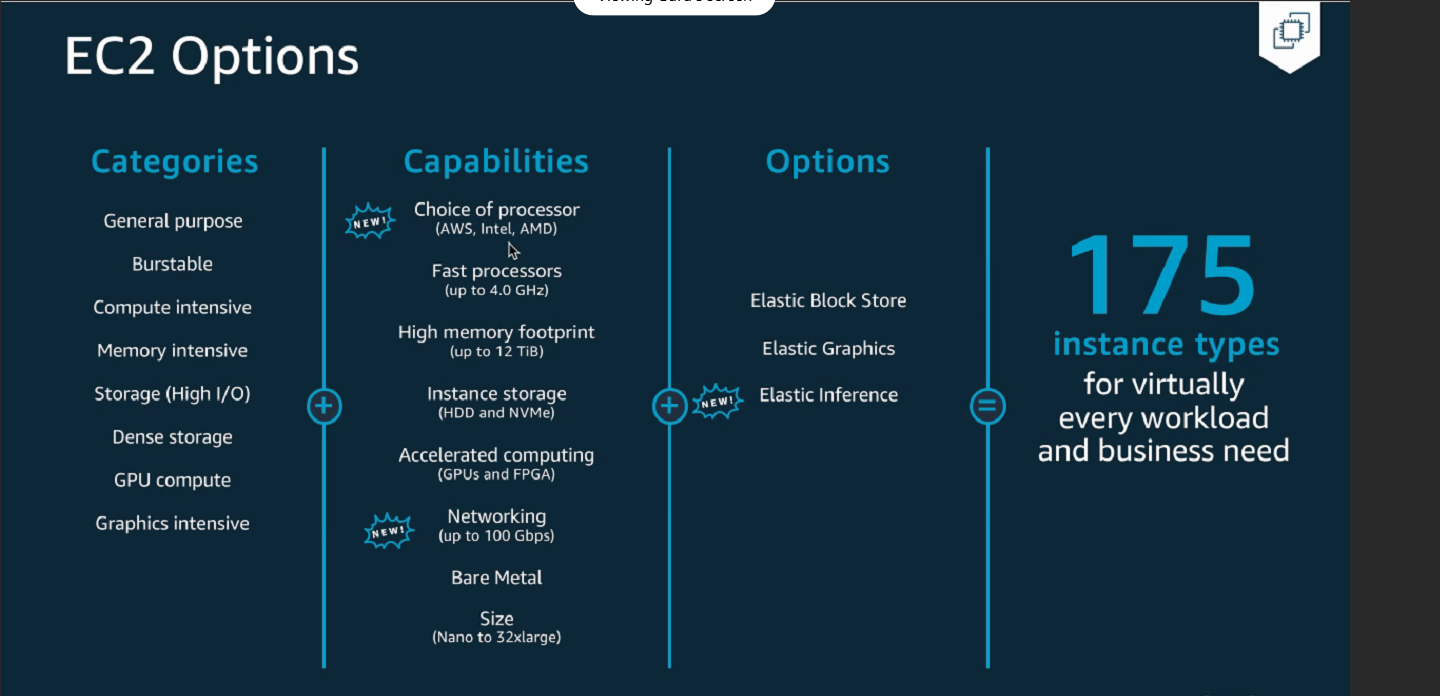 EC2 Options
Categories
General purpose
Burstable
Compute intensive
Memory intensive
Storage (High I/O)
Dense storage
GPU compute
Graphics intensive
Capabilities
NEW!
Choice of processor
(AWS, Intel, AMD)
Fast processors
(up to 4.0 GHz)
High memory footprint
(up to 12 TiB)
Instance storage
(HDD and NVMe)
Accelerated computing
(GPUs and FPGA)
NEW!
Networking
(up to 100 Gbps)
Bare Metal
Size
(Nano to 32xlarge)
+
Options
Elastic Block Store
Elastic Graphics
NEW!
Elastic Inference
+
=
175
instance types
for virtually
every workload
and business need